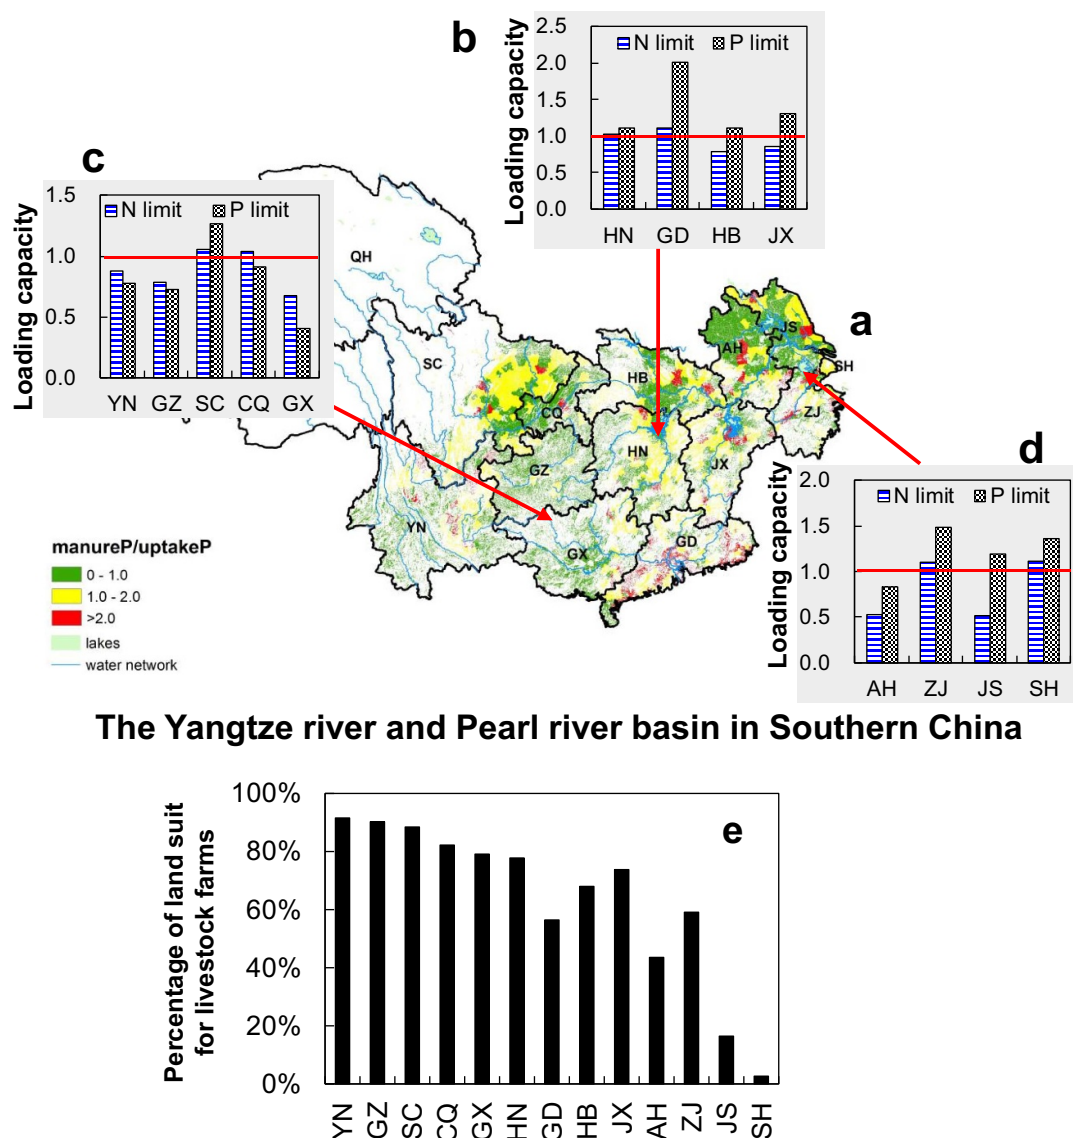 b
2.5
2.0
1.5
1.0
0.5
0.0
Loading capacity
N limit P limit
HN GD HB JX
c
1.5
1.0
0.5
0.0
Loading capacity
N limit P limit
YN GZ SC CQ GX
a
QH
SC
CQ
HB
AH
JS
SH
ZJ
HN
JX
GZ
YN
GX
GD
manureP/uptakeP
0 - 1.0
1.0 - 2.0
>2.0
lakes
water network
d
2.0
1.5
1.0
0.5
0.0
Loading capacity
N limit P limit
AH ZJ JS SH
The Yangtze river and Pearl river basin in Southern China
e
100%
80%
60%
40%
20%
0%
Percentage of land suit
for livestock farms
YN GZ SC CQ GX HN GD HB JX AH ZJ JS SH